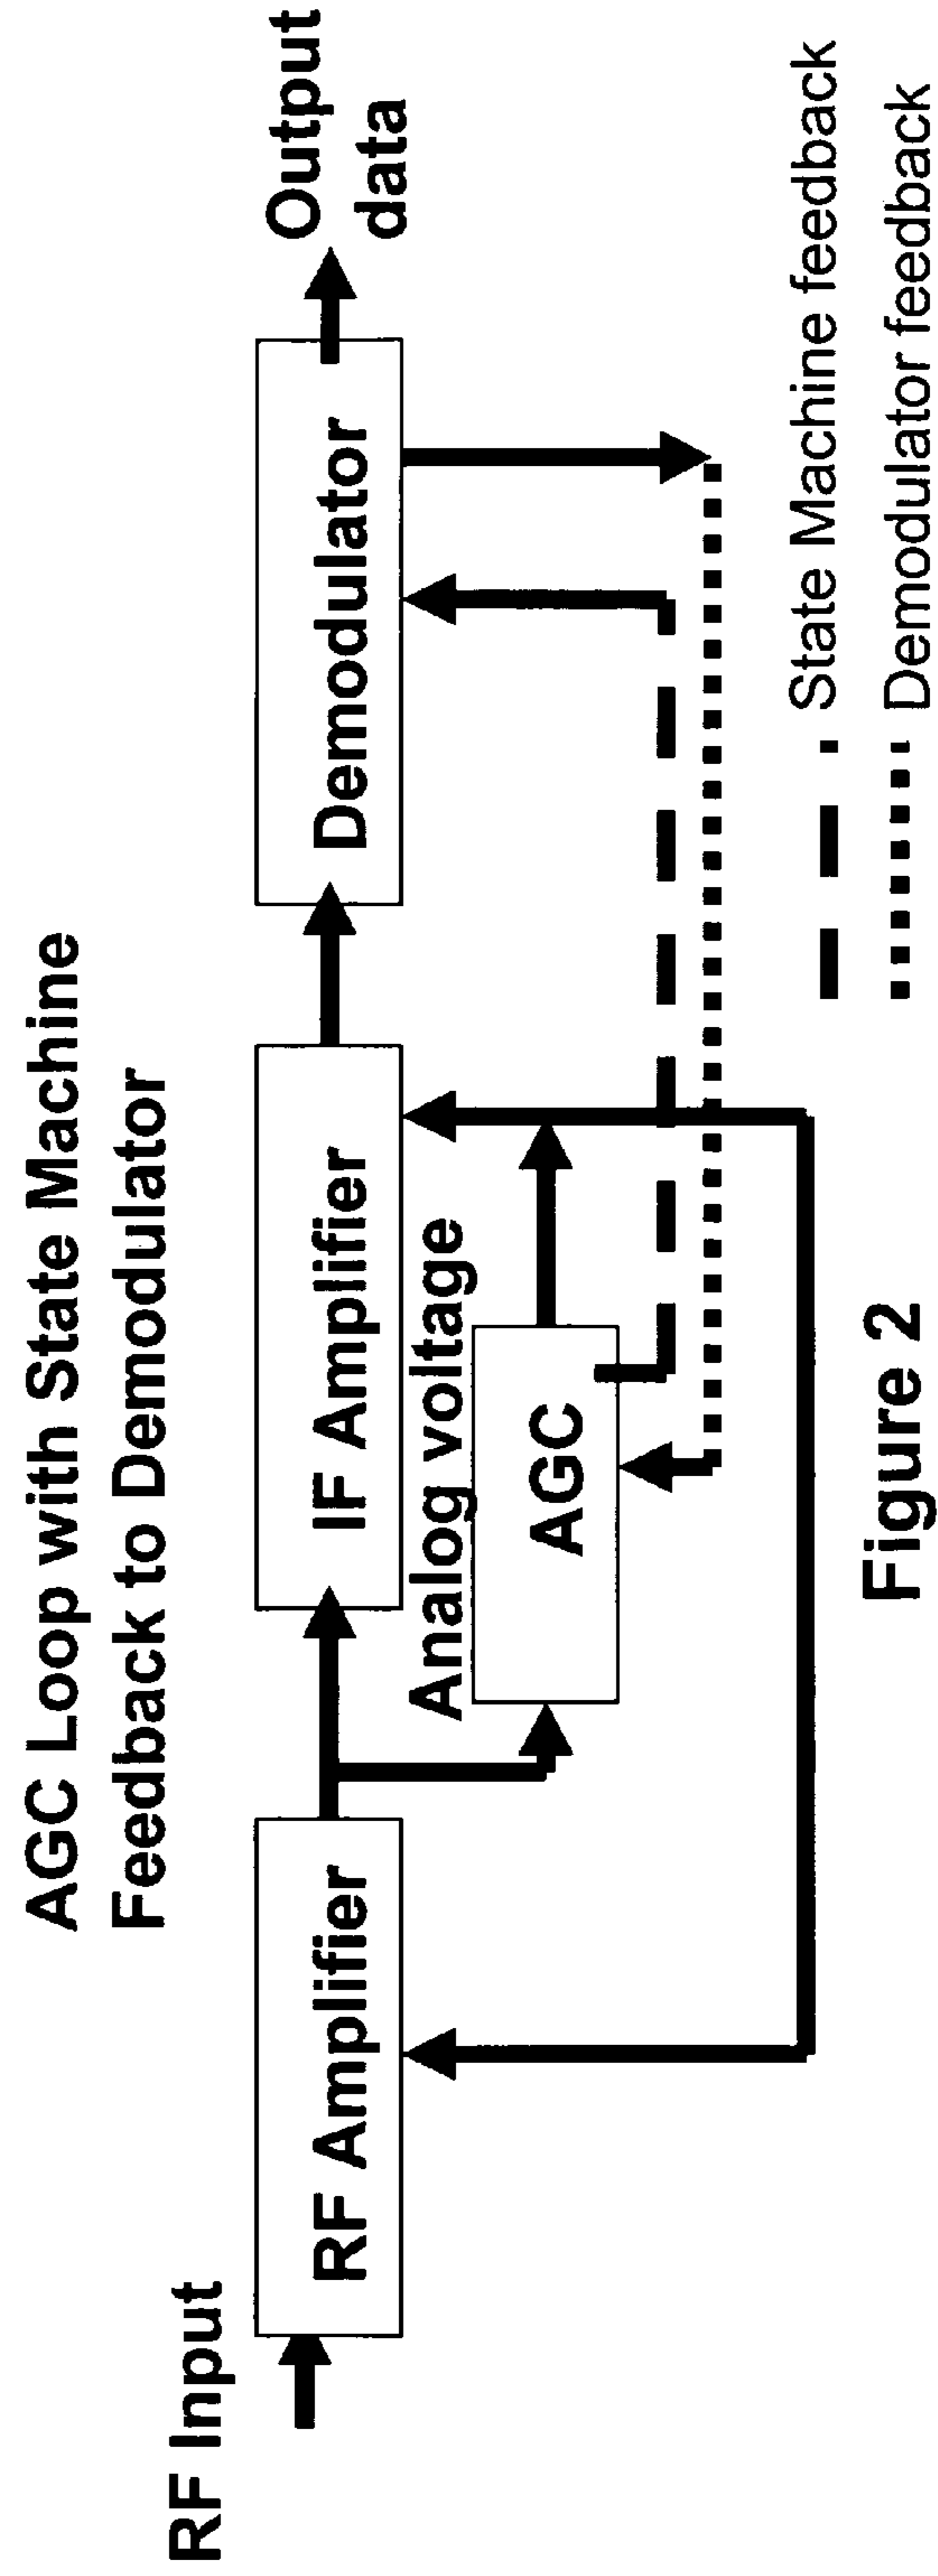 AGC Loop with State Machine
Feedback to Demodulator
RF Input
RF Amplifier
IF Amplifier
Demodulator
Output
data
Analog voltage
AGC
State Machine feedback
Demodulator feedback
Figure 2